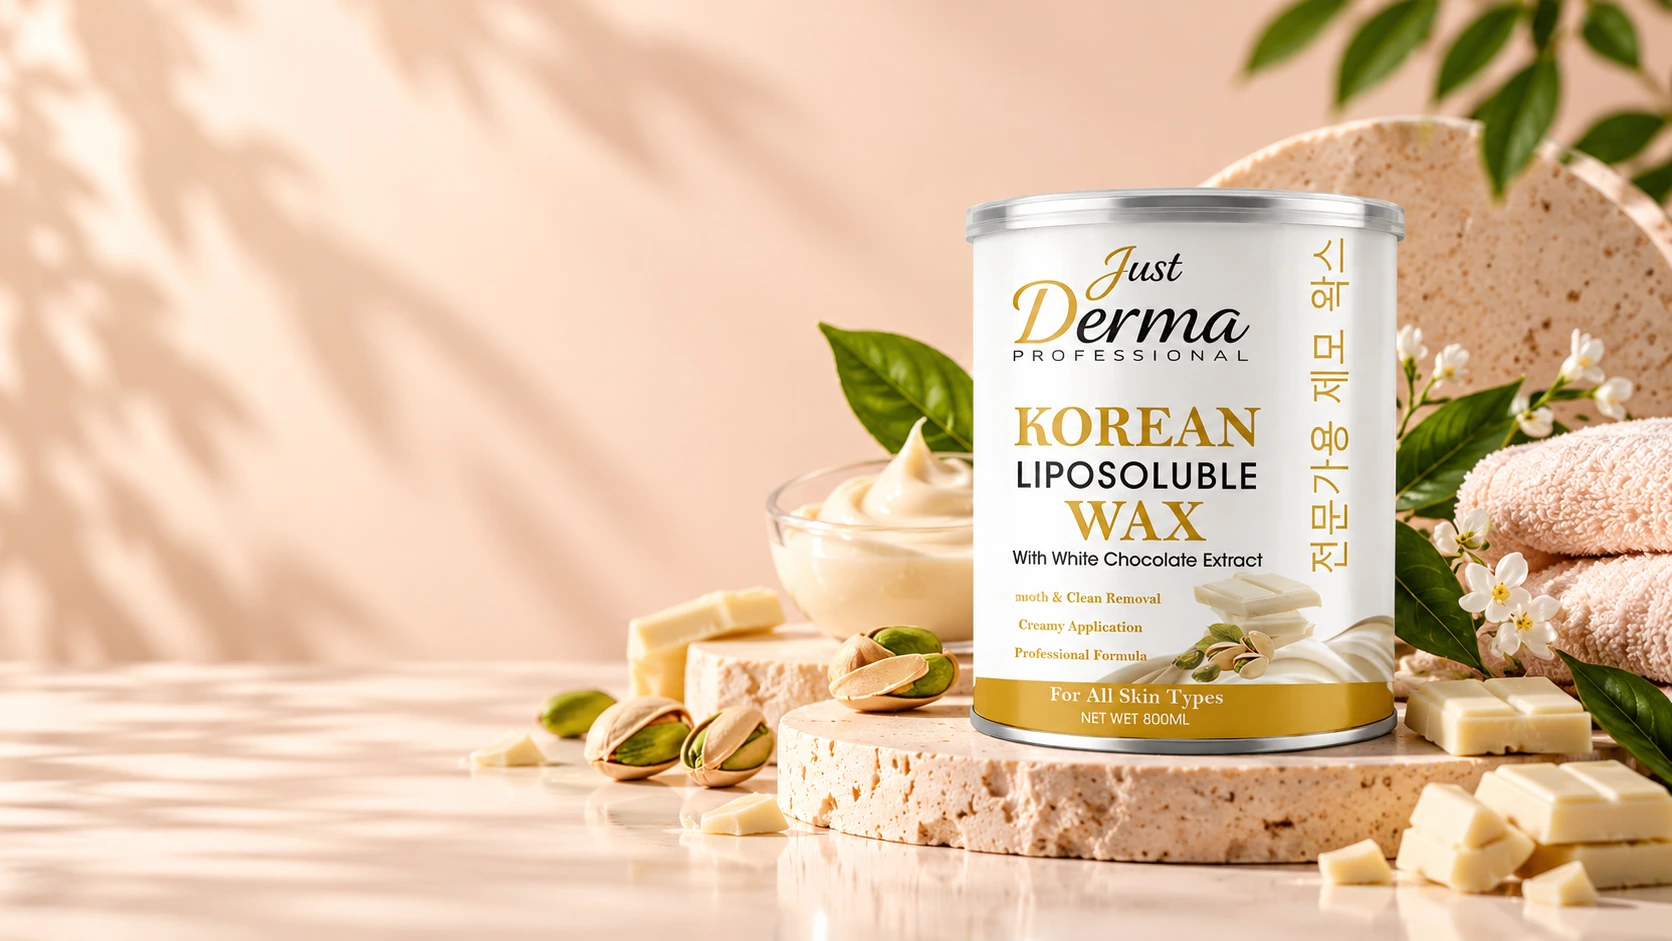 Just
Derma
PROFESSIONAL
KOREAN
LIPOSOLUBLE
WAX
With White Chocolate Extract
moth & Clean Removal
Creamy Application
Professional Formula
For All Skin Types
NET WET 800ML
전문가용 제모 왁스